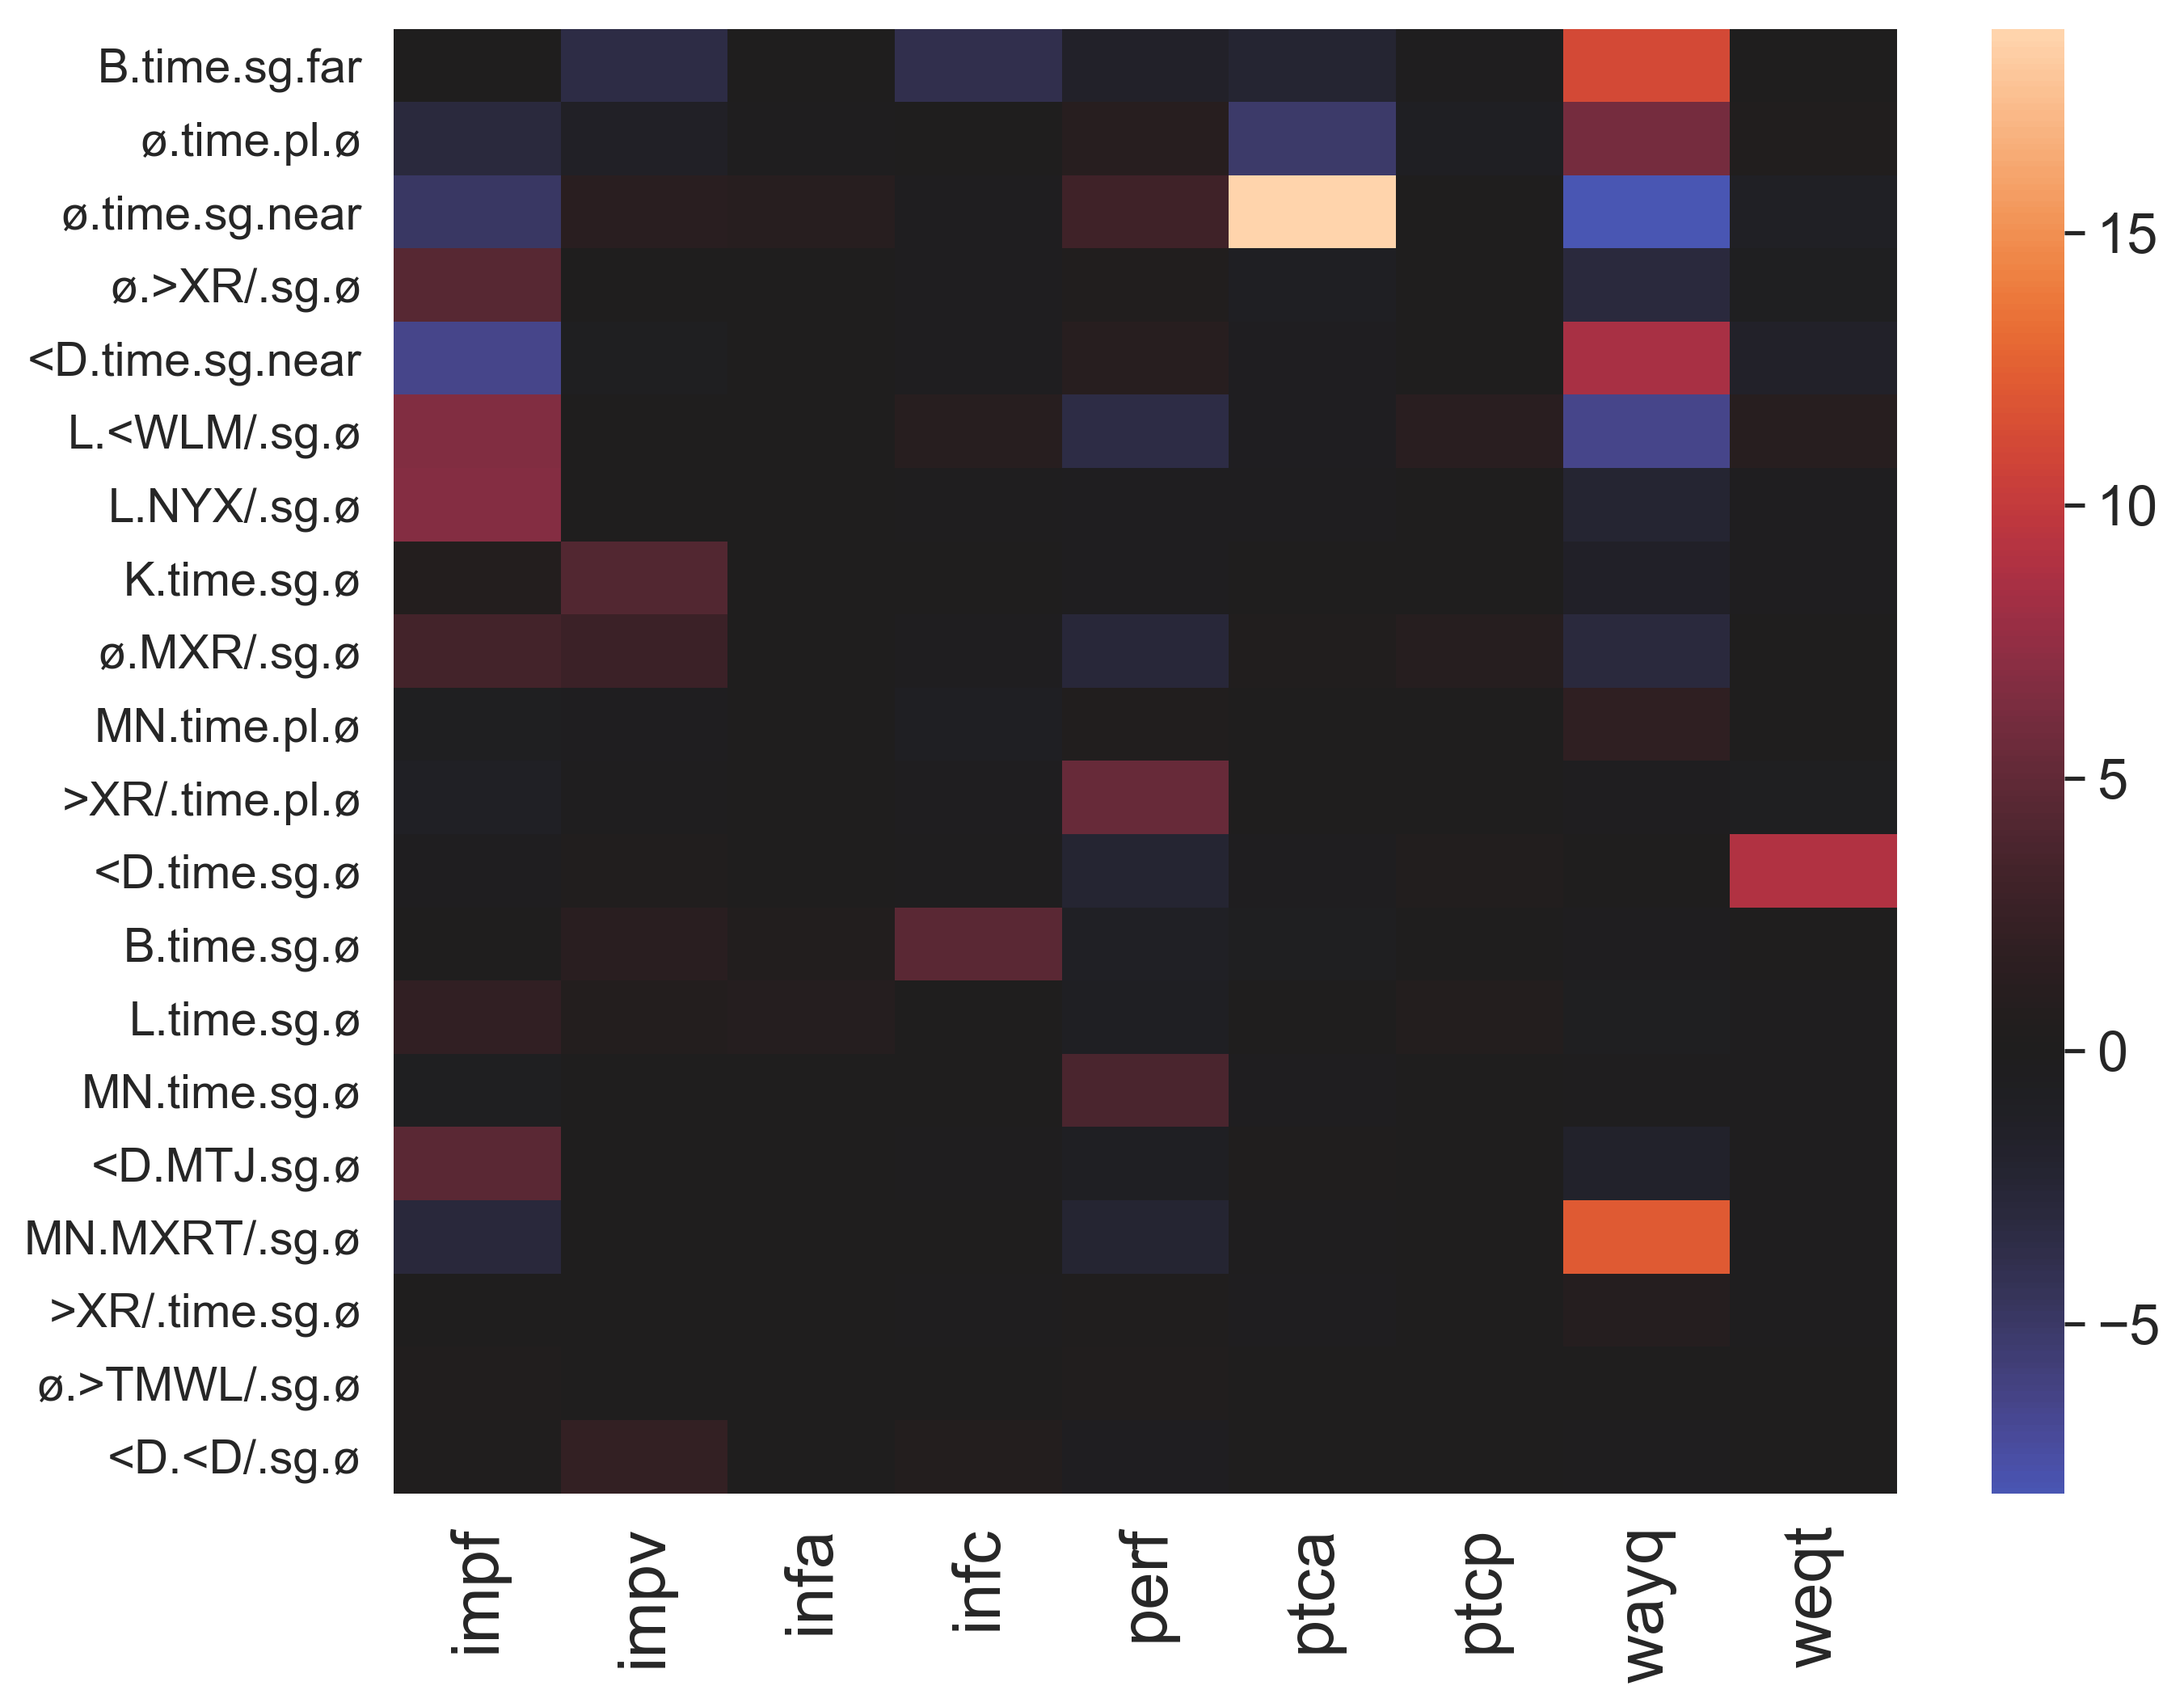 B.time.sg.far
ø.time.pl.ø
ø.time.sg.near
ø.>XR/.sg.ø
<D.time.sg.near
L.<WLM/.sg.ø
L.NYX/.sg.ø
K.time.sg.ø
ø.MXR/.sg.ø
MN.time.pl.ø
>XR/.time.pl.ø
<D.time.sg.ø
B.time.sg.ø
L.time.sg.ø
MN.time.sg.ø
<D.MTJ.sg.ø
MN.MXRT/.sg.ø
>XR/.time.sg.ø
ø.>TMWL/.sg.ø
<D.<D/.sg.ø
impf
impv
infa
infc
perf
ptca
ptcp
wayq
weqt
15
10
5
0
−5